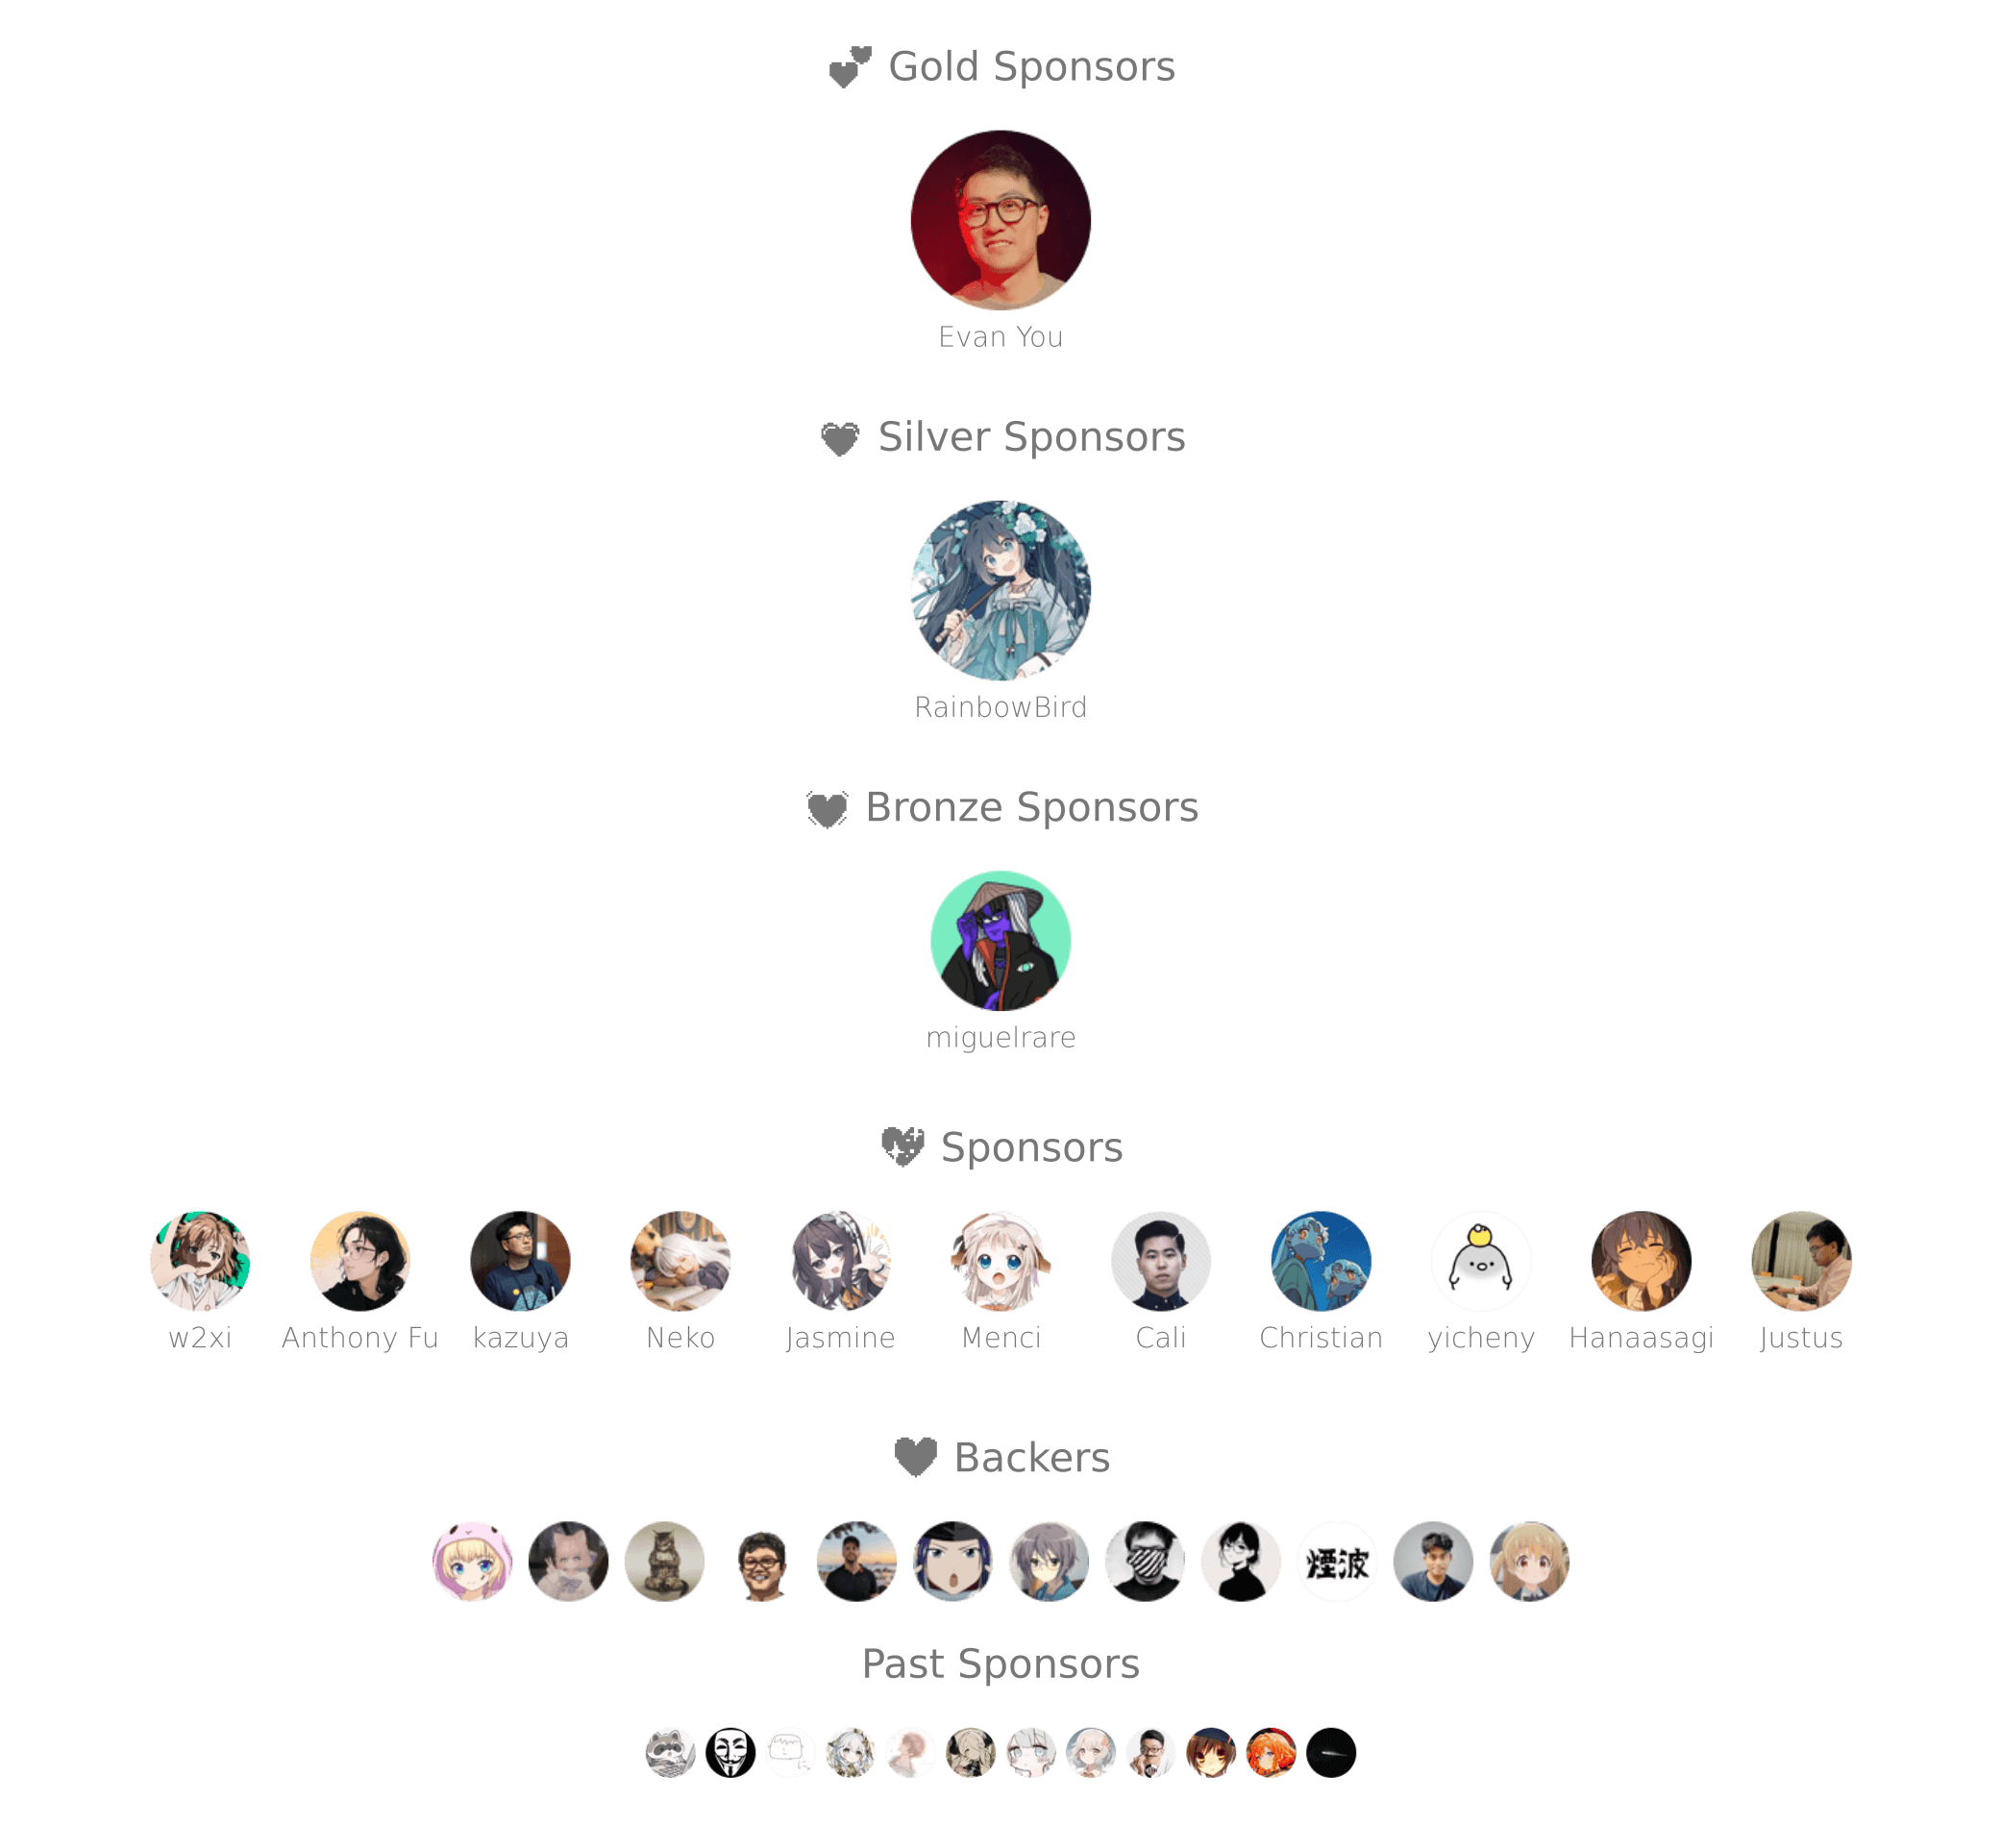 Gold Sponsors
Evan You
Silver Sponsors
RainbowBird
Bronze Sponsors
miguelrare
Sponsors
w2xi Anthony Fu kazuya Neko Jasmine Menci Cali Christian yicheny Hanaasagi Justus
Backers
煙波
Past Sponsors